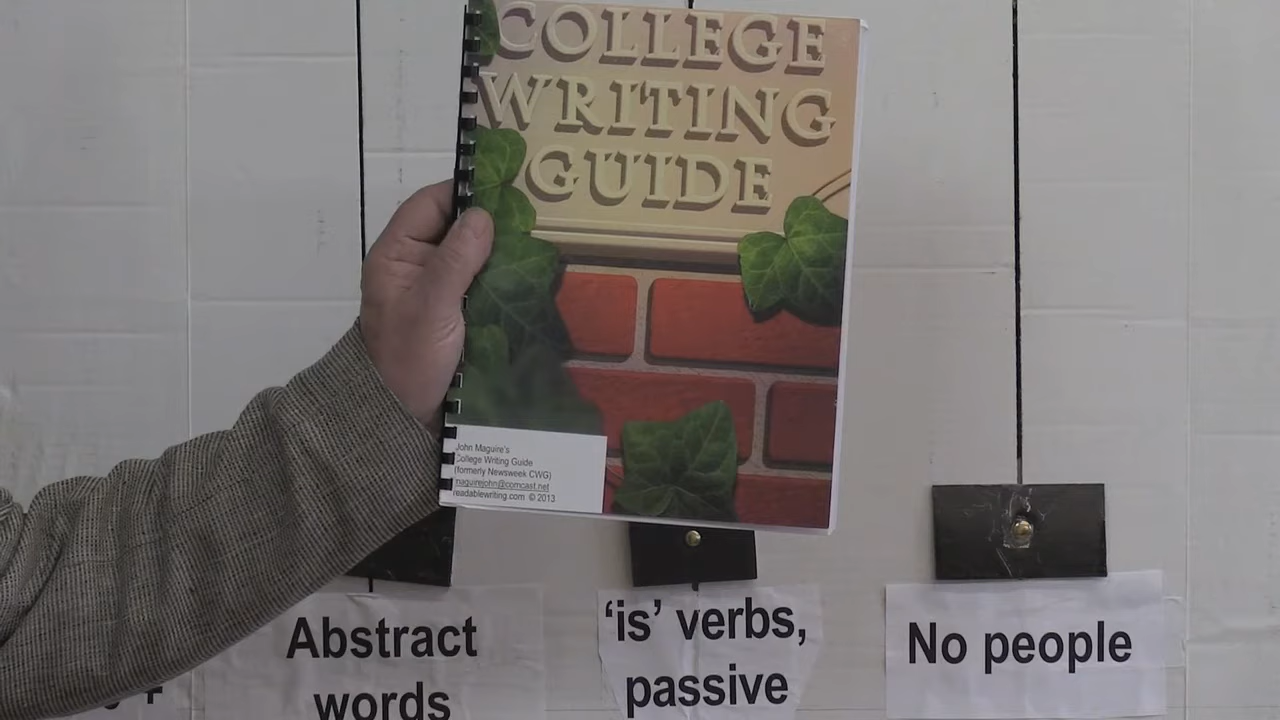 COLLEGE
WRITING
GUIDE
John Maguire's
College Writing Guide
(formerly Newsweek CWG)
maguirejohn@comcast.net
readablewriting.com © 2013
Abstract
words
‘is’ verbs,
passive
No people